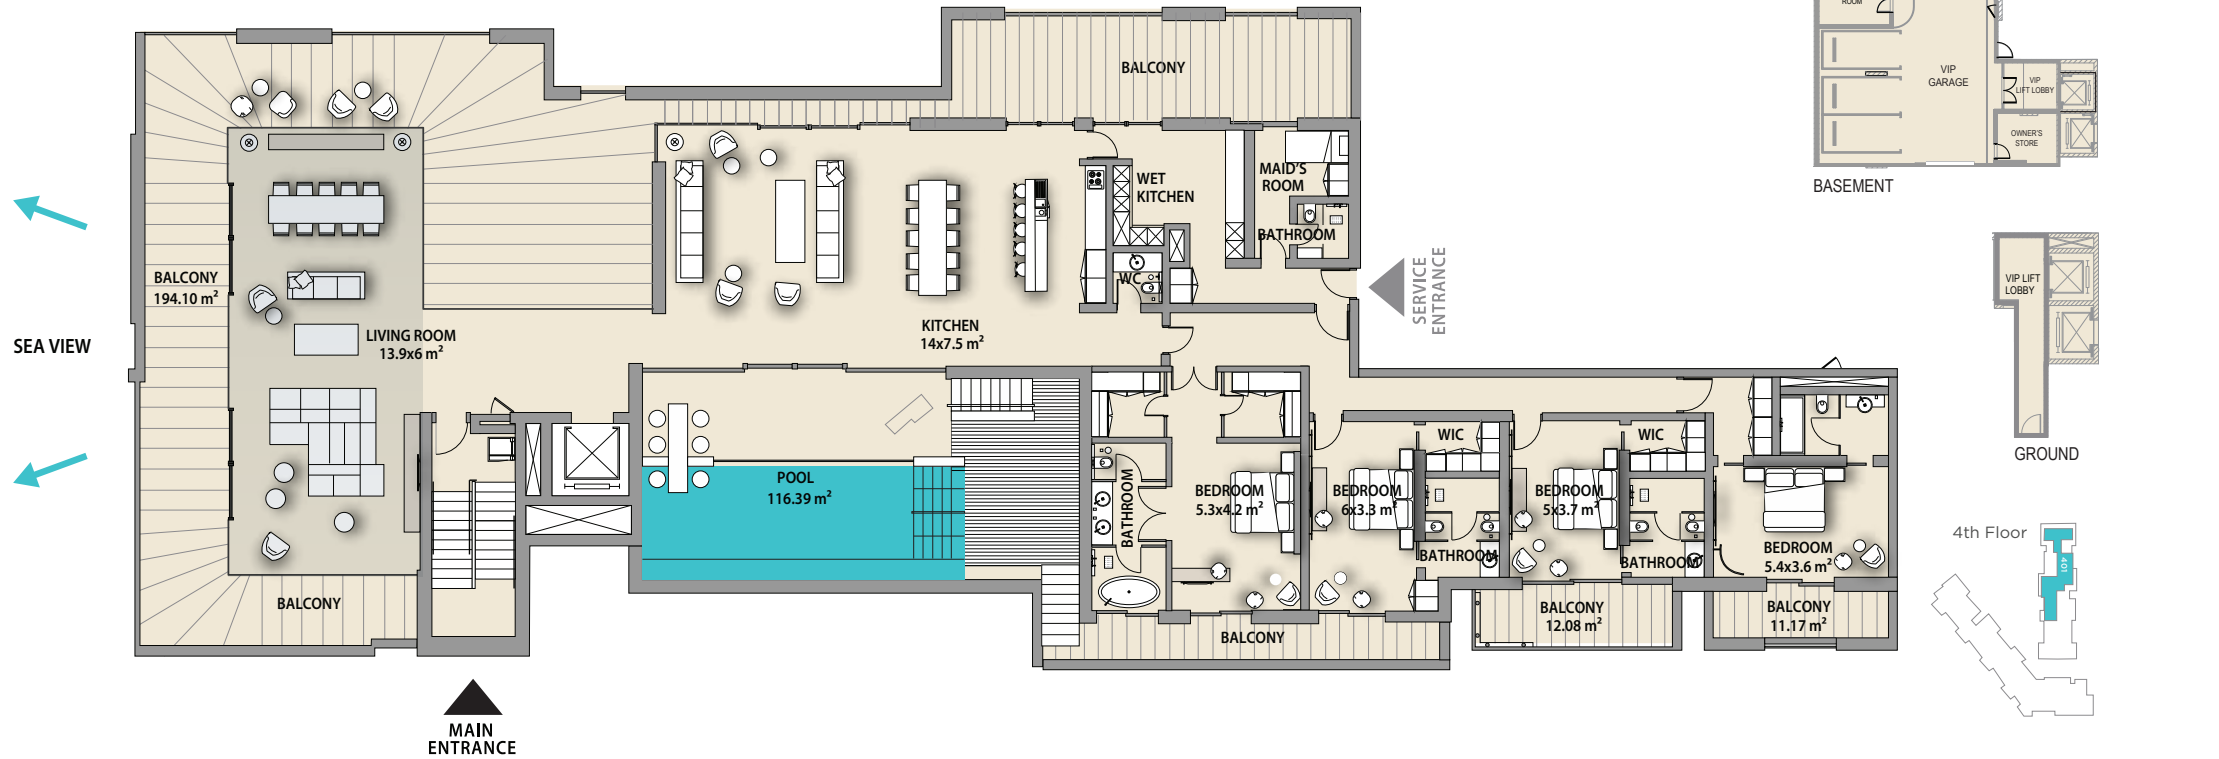 BALCONY
BALCONY
194.10 m²
SEA VIEW
LIVING ROOM
13.9x6 m²
BALCONY
MAIN
ENTRANCE
KITCHEN
14x7.5 m²
WET
KITCHEN
WC
MAID'S
ROOM
BATHROOM
SERVICE
ENTRANCE
POOL
116.39 m²
BATHROOM
BEDROOM
5.3x4.2 m²
BEDROOM
6x3.3 m²
WIC
BATHROOM
BEDROOM
5x3.7 m²
WIC
BATHROOM
BEDROOM
5.4x3.6 m²
BALCONY
BALCONY
12.08 m²
BALCONY
11.17 m²
ROOM
VIP
GARAGE
VIP
LIFT LOBBY
OWNER'S
STORE
BASEMENT
VIP LIFT
LOBBY
GROUND
4th Floor
401